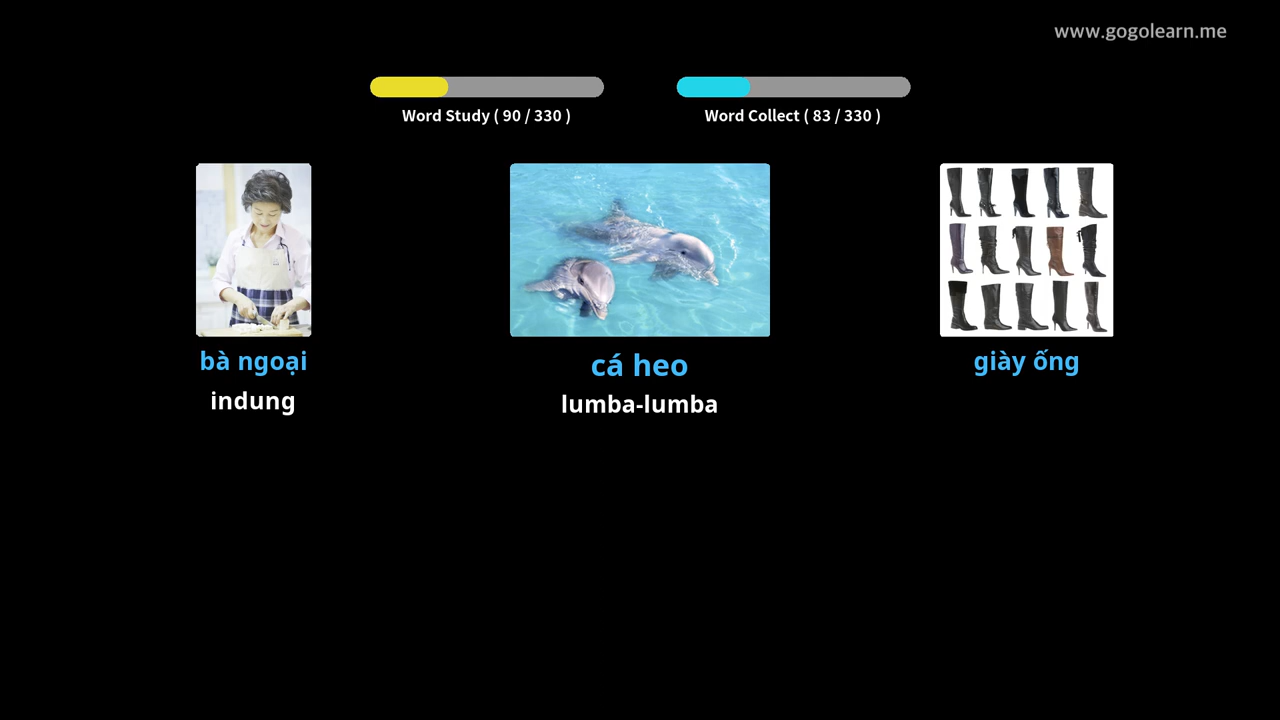 www.gogolearn.me
Word Study ( 90 / 330 )
Word Collect ( 83 / 330 )
bà ngoại
indung
cá heo
lumba-lumba
giày ống